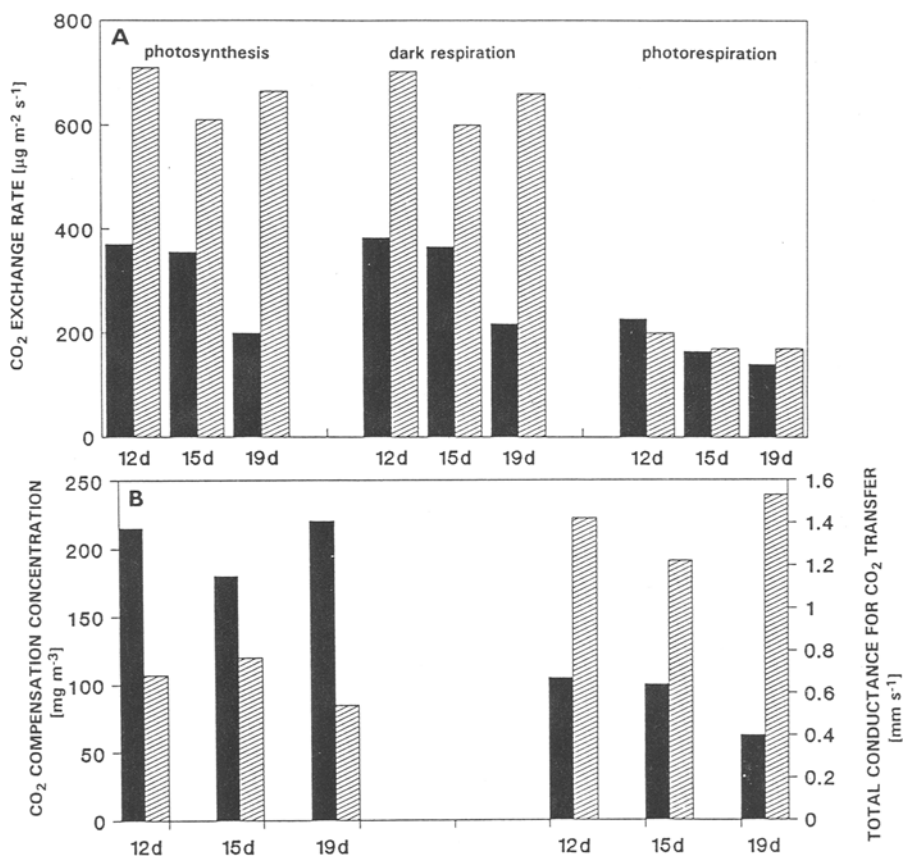 800
A
photosynthesis
dark respiration
photorespiration
600
400
200
0
CO₂ EXCHANGE RATE [µg m⁻² s⁻¹]
12d 15d 19d 12d 15d 19d 12d 15d 19d
250
B
200
150
100
50
0
CO₂ COMPENSATION CONCENTRATION
[mg m⁻³]
1.6
1.4
1.2
1
0.8
0.6
0.4
0.2
0
TOTAL CONDUCTANCE FOR CO₂ TRANSFER
[mm s⁻¹]
12d 15d 19d 12d 15d 19d